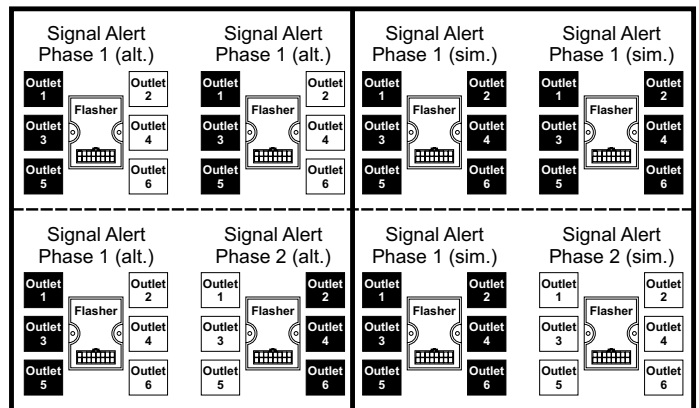 Signal Alert
Phase 1 (alt.)
Outlet
1
Outlet
2
Flasher
Outlet
3
Outlet
4
Outlet
5
Outlet
6
Signal Alert
Phase 1 (alt.)
Outlet
1
Outlet
2
Flasher
Outlet
3
Outlet
4
Outlet
5
Outlet
6
Signal Alert
Phase 1 (sim.)
Outlet
1
Outlet
2
Flasher
Outlet
3
Outlet
4
Outlet
5
Outlet
6
Signal Alert
Phase 1 (sim.)
Outlet
1
Outlet
2
Flasher
Outlet
3
Outlet
4
Outlet
5
Outlet
6
Signal Alert
Phase 1 (alt.)
Outlet
1
Outlet
2
Flasher
Outlet
3
Outlet
4
Outlet
5
Outlet
6
Signal Alert
Phase 2 (alt.)
Outlet
1
Outlet
2
Flasher
Outlet
3
Outlet
4
Outlet
5
Outlet
6
Signal Alert
Phase 1 (sim.)
Outlet
1
Outlet
2
Flasher
Outlet
3
Outlet
4
Outlet
5
Outlet
6
Signal Alert
Phase 2 (sim.)
Outlet
1
Outlet
2
Flasher
Outlet
3
Outlet
4
Outlet
5
Outlet
6